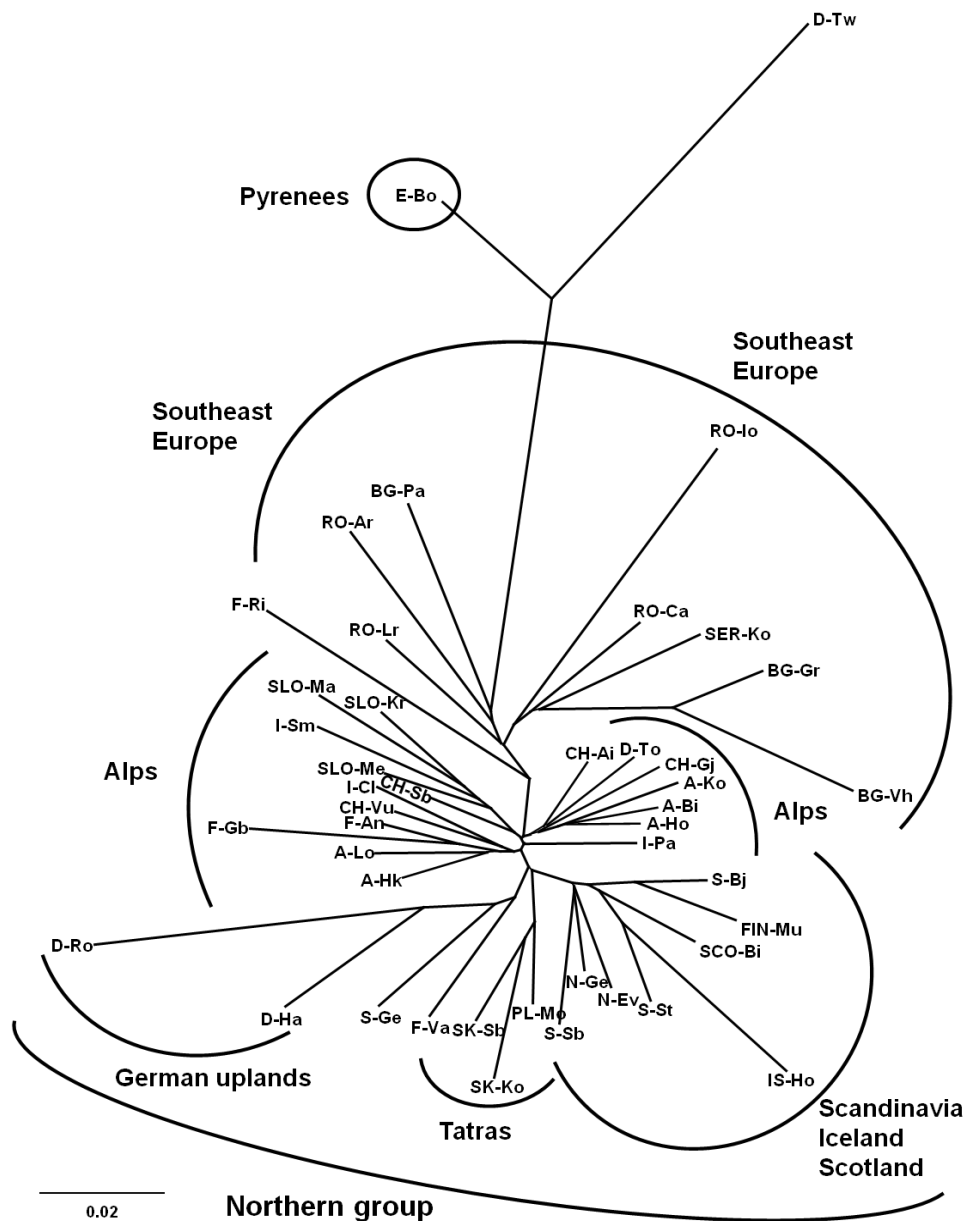 D-Tw
Pyrenees
E-Bo
Southeast
Europe
Southeast
Europe
RO-Io
BG-Pa
RO-Ar
F-Ri
RO-Lr
RO-Ca
SER-Ko
BG-Gr
BG-Vh
SLO-Ma
SLO-Kr
I-Sm
Alps
SLO-Me
CH-Sb
I-Cl
CH-Vu
F-An
F-Gb
A-Lo
A-Hk
CH-Ai
D-To
CH-Gj
A-Ko
A-Bi
A-Ho
I-Pa
Alps
S-Bj
FIN-Mu
SCO-Bi
D-Ro
D-Ha
S-Ge
F-Va
SK-Sb
PL-Mo
S-Sb
N-Ge
N-Ev
S-St
IS-Ho
SK-Ko
German uplands
Tatras
Scandinavia
Iceland
Scotland
Northern group
0.02